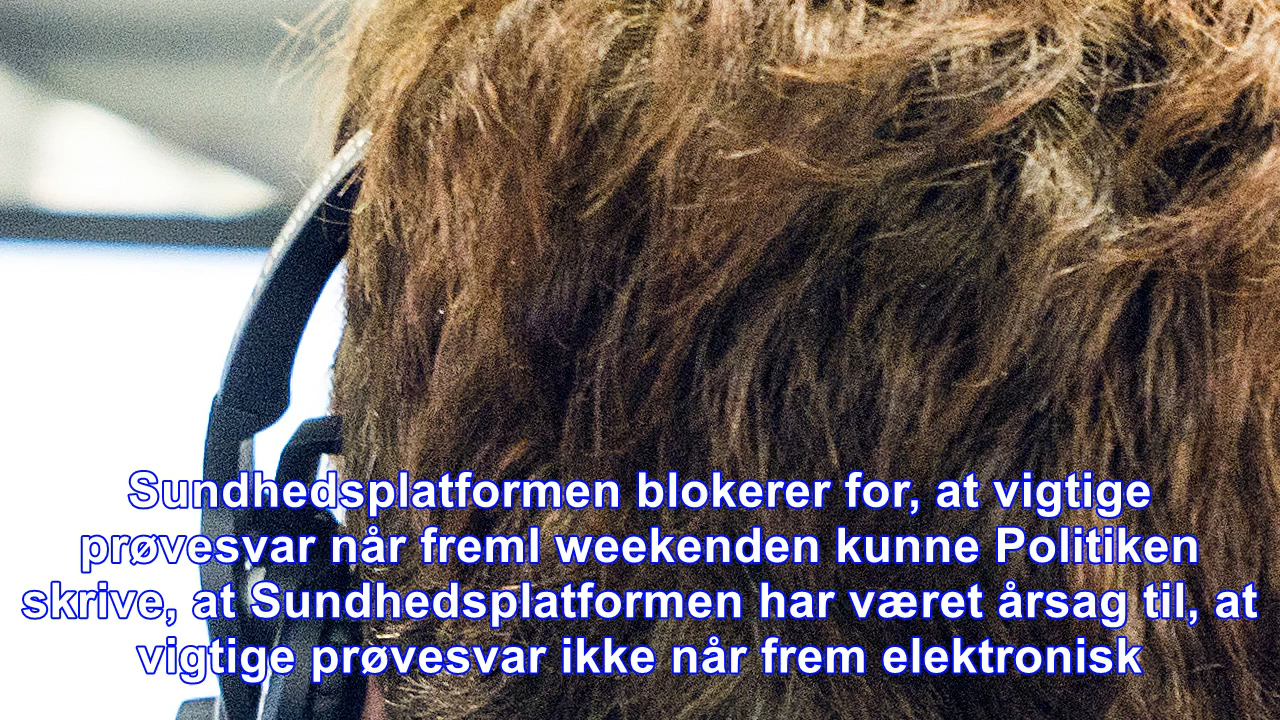 Sundhedsplatformen blokerer for, at vigtige
prøvesvar når fremI weekenden kunne Politiken
skrive, at Sundhedsplatformen har været årsag til, at
vigtige prøvesvar ikke når frem elektronisk